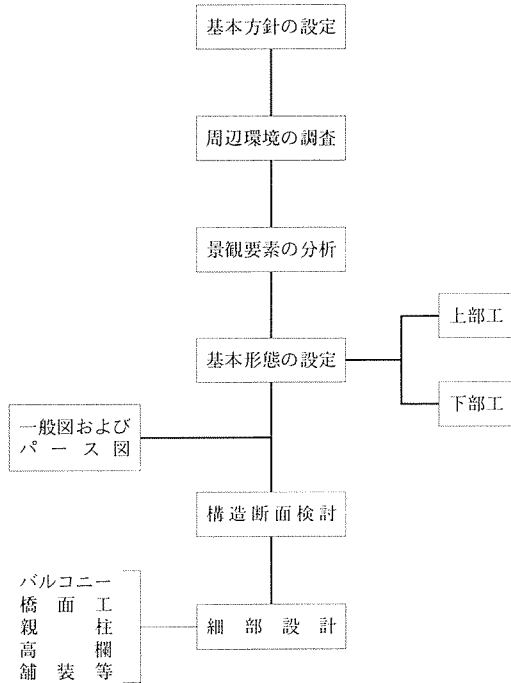 基本方針の設定
周辺環境の調査
景観要素の分析
基本形態の設定
上部工
下部工
一般図および
パース図
構造断面検討
細部設計
バルコニー
橋面工
親柱
高欄
舗装等